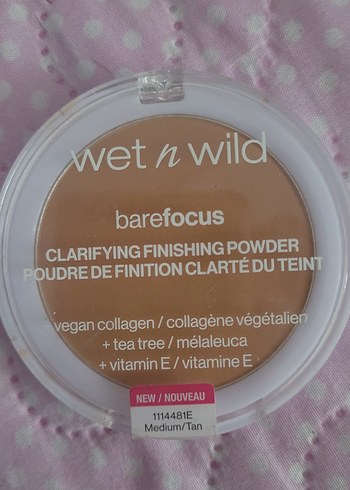 wet n wild
barefocus
CLARIFYING FINISHING POWDER
POUDRE DE FINITION CLARTÉ DU TEINT
+ vegan collagen / collagène végétalien
+ tea tree / mélaleuca
+ vitamin E / vitamine E
NEW / NOUVEAU
1114481E
Medium/Tan